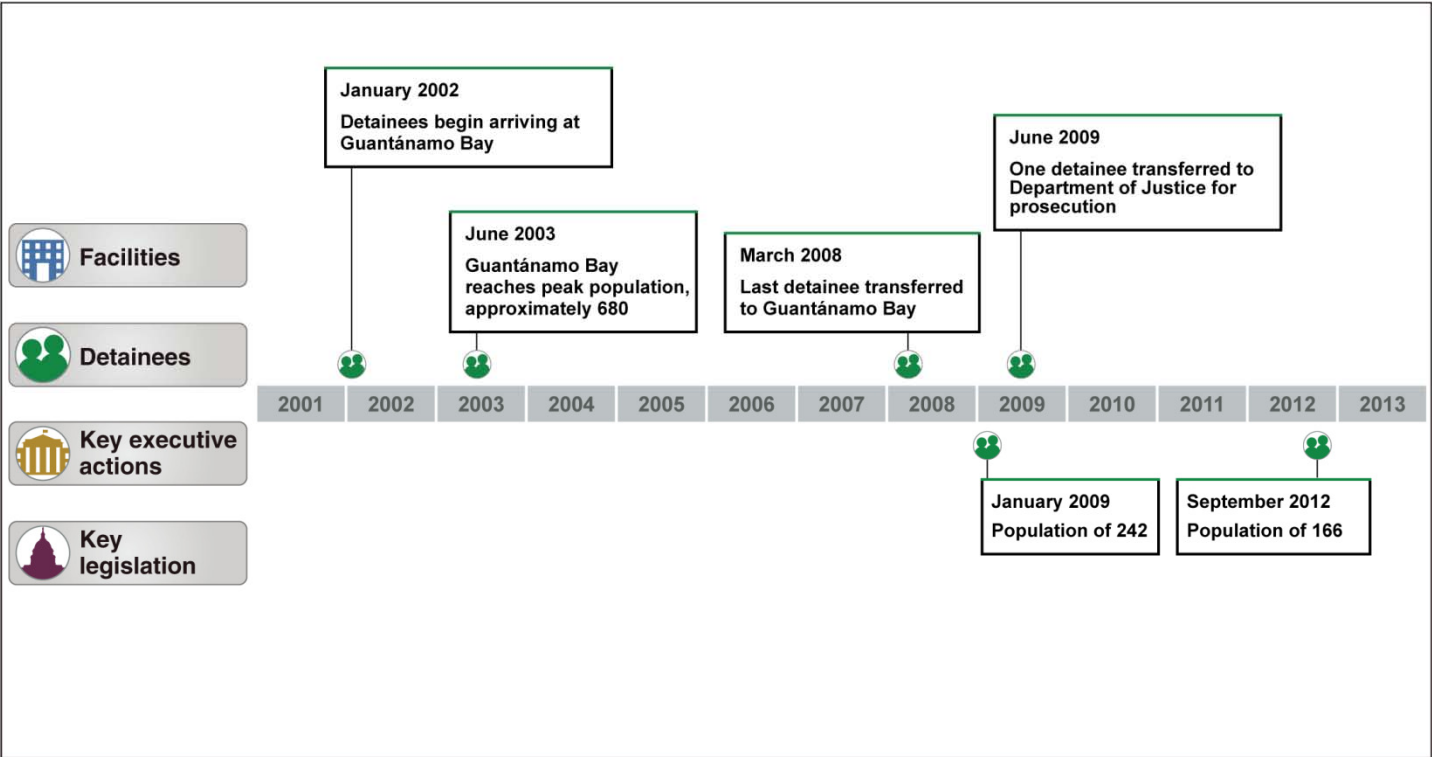 January 2002
Detainees begin arriving at
Guantánamo Bay
June 2009
One detainee transferred to
Department of Justice for
prosecution
June 2003
Guantánamo Bay
reaches peak population,
approximately 680
March 2008
Last detainee transferred
to Guantánamo Bay
Facilities
Detainees
Key executive
actions
Key
legislation
2001 2002 2003 2004 2005 2006 2007 2008 2009 2010 2011 2012 2013
January 2009
Population of 242
September 2012
Population of 166